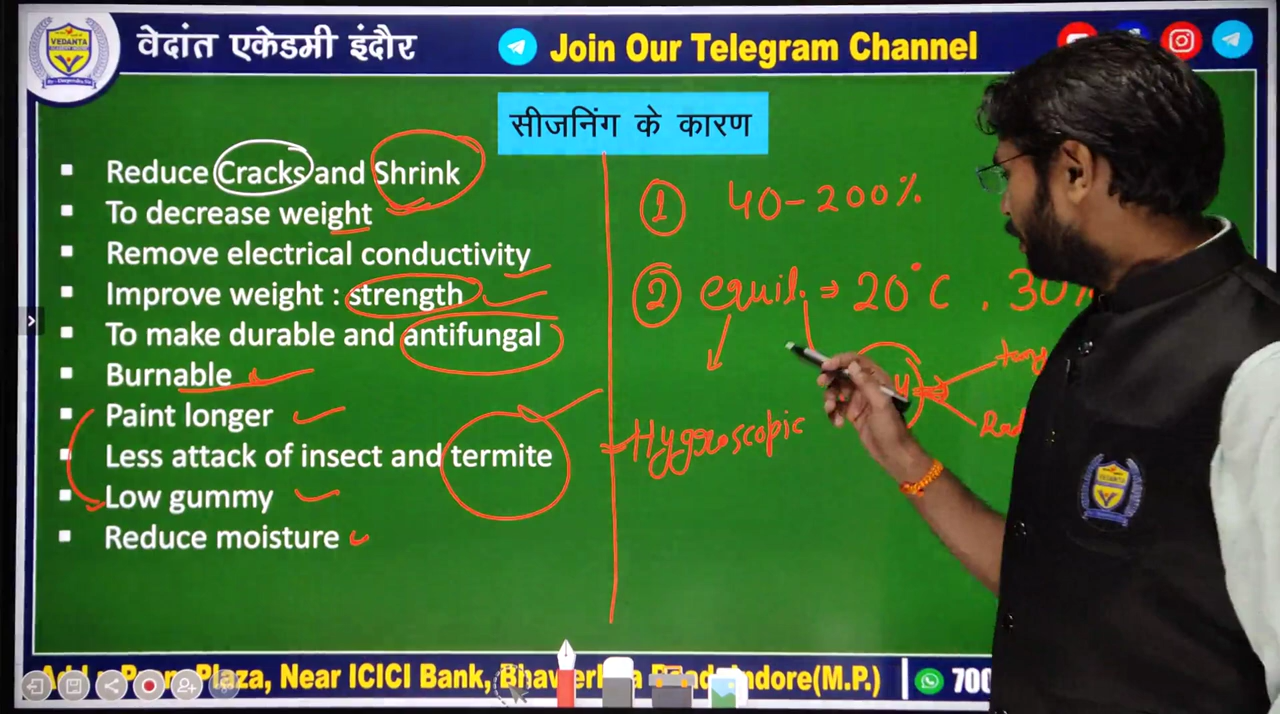 VEDANTA
वेदांत एकेडमी इंदौर
Join Our Telegram Channel
सीजनिंग के कारण
Reduce Cracks and Shrink
To decrease weight
Remove electrical conductivity
Improve weight : strength
To make durable and antifungal
Burnable
Paint longer
Less attack of insect and termite
Low gummy
Reduce moisture
① 40-200%
② equil. ⇒ 20°C, 30%
Hygroscopic
Plaza, Near ICICI Bank,
Indore(M.P.)
700